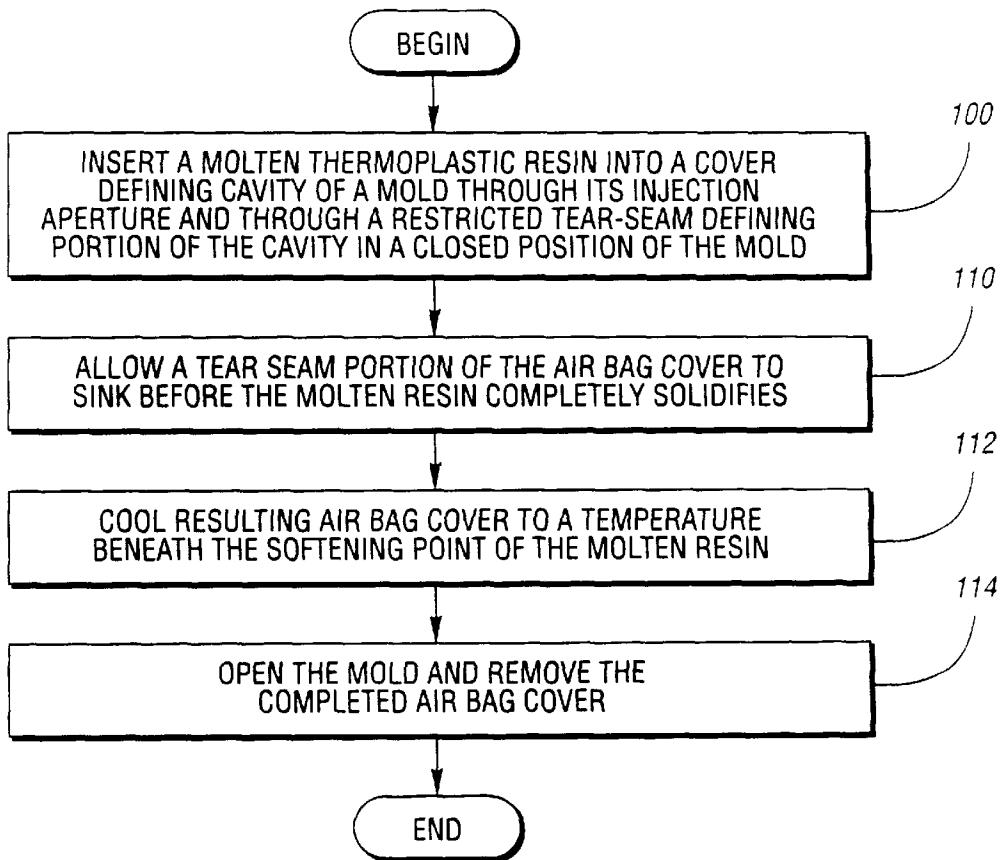 BEGIN
100
INSERT A MOLTEN THERMOPLASTIC RESIN INTO A COVER
DEFINING CAVITY OF A MOLD THROUGH ITS INJECTION
APERTURE AND THROUGH A RESTRICTED TEAR-SEAM DEFINING
PORTION OF THE CAVITY IN A CLOSED POSITION OF THE MOLD
110
ALLOW A TEAR SEAM PORTION OF THE AIR BAG COVER TO
SINK BEFORE THE MOLTEN RESIN COMPLETELY SOLIDIFIES
112
COOL RESULTING AIR BAG COVER TO A TEMPERATURE
BENEATH THE SOFTENING POINT OF THE MOLTEN RESIN
114
OPEN THE MOLD AND REMOVE THE
COMPLETED AIR BAG COVER
END